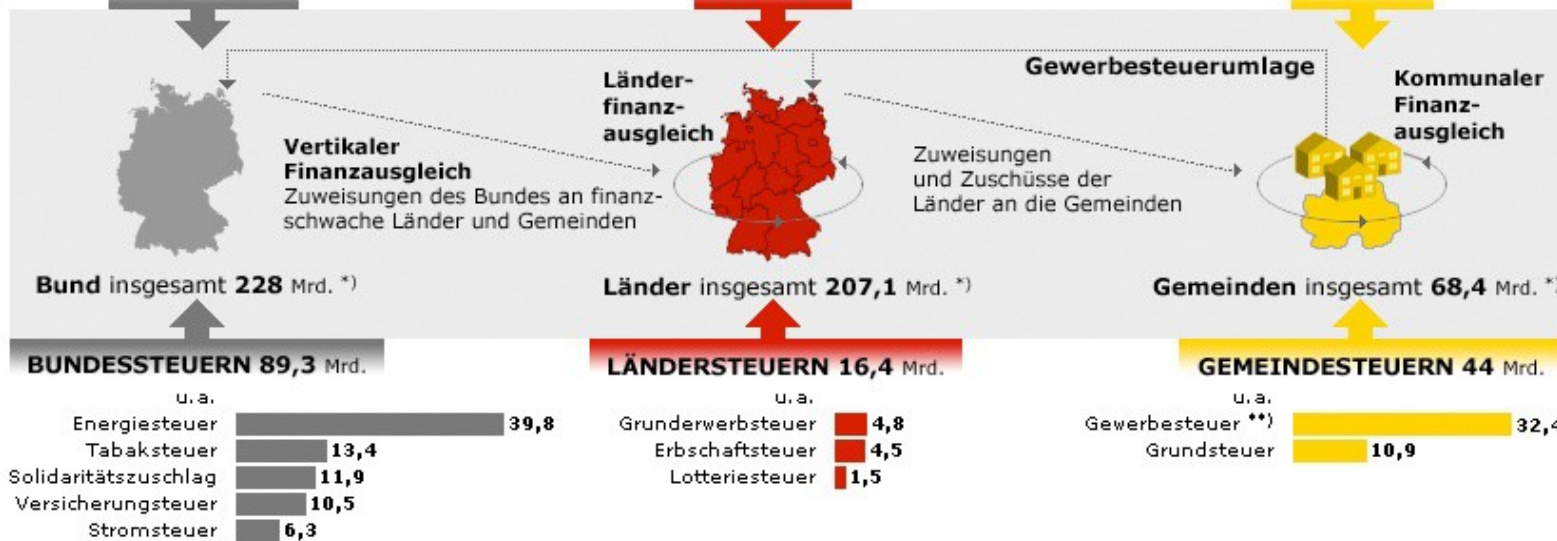 Länder-
finanz-
ausgleich
Gewerbesteuerumlage
Kommunaler
Finanz-
ausgleich
Vertikaler
Finanzausgleich
Zuweisungen des Bundes an finanz-
schwache Länder und Gemeinden
Zuweisungen
und Zuschüsse der
Länder an die Gemeinden
Bund insgesamt 228 Mrd. *)
Länder insgesamt 207,1 Mrd. *)
Gemeinden insgesamt 68,4 Mrd. *)
BUNDESSTEUERN 89,3 Mrd.
u.a.
Energiesteuer 39,8
Tabaksteuer 13,4
Solidaritätszuschlag 11,9
Versicherungsteuer 10,5
Stromsteuer 6,3
LÄNDERSTEUERN 16,4 Mrd.
u.a.
Grunderwerbsteuer 4,8
Erbschaftsteuer 4,5
Lotteriesteuer 1,5
GEMEINDESTEUERN 44 Mrd.
u.a.
Gewerbesteuer **) 32,4
Grundsteuer 10,9